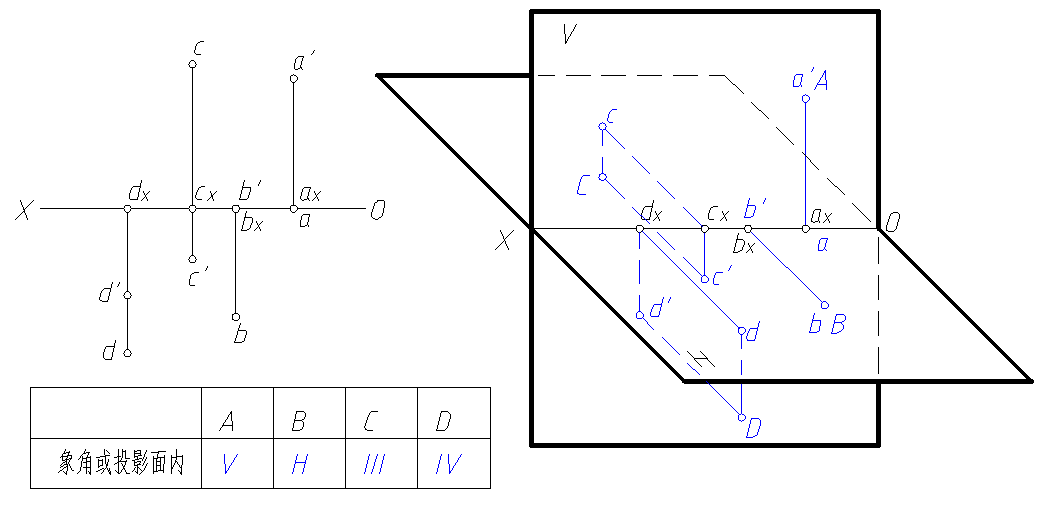 c
a'
X
dx
cx
b'
bx
ax
a
O
d'
c'
d
b
V
a'A
c
C
X
dx
cx
b'
bx
ax
a
O
c'
d'
d
b B
H
D
A B C D
象角或投影面内 V H III IV